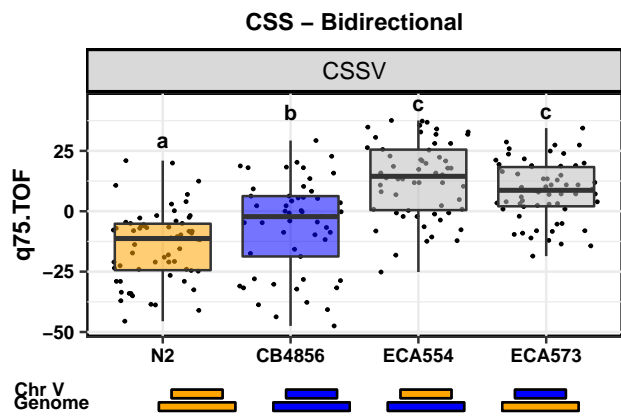 CSS – Bidirectional
CSSV
a b c c
q75.TOF
25
0
−25
−50
N2 CB4856 ECA554 ECA573
Chr V
Genome